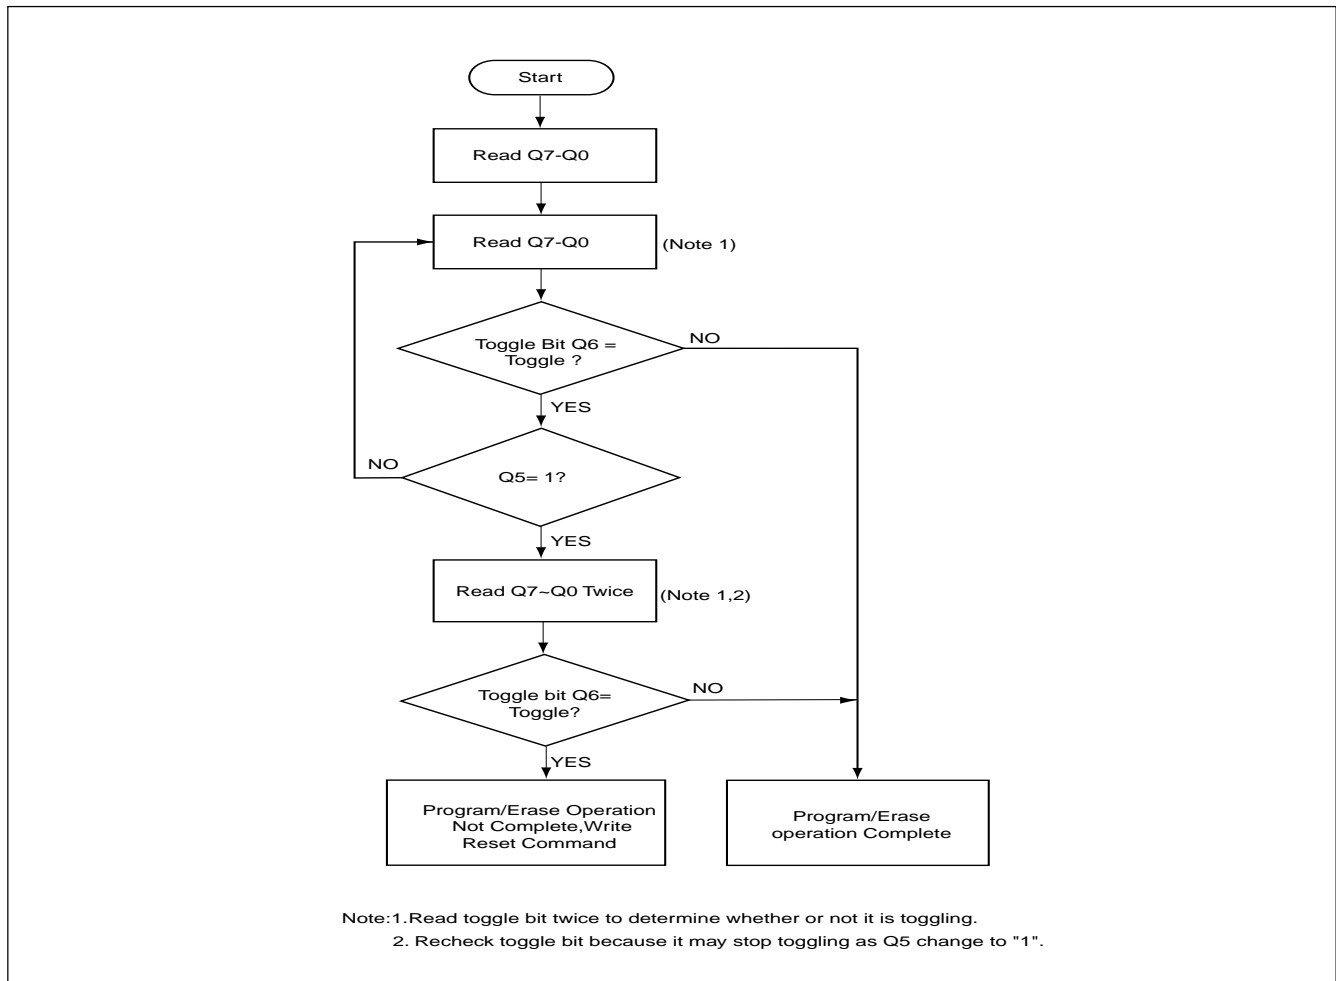 Start
Read Q7-Q0
Read Q7-Q0
(Note 1)
Toggle Bit Q6 =
Toggle ?
NO
YES
NO
Q5= 1?
YES
Read Q7~Q0 Twice
(Note 1,2)
Toggle bit Q6=
Toggle?
NO
YES
Program/Erase Operation
Not Complete,Write
Reset Command
Program/Erase
operation Complete
Note:1.Read toggle bit twice to determine whether or not it is toggling.
2. Recheck toggle bit because it may stop toggling as Q5 change to "1".